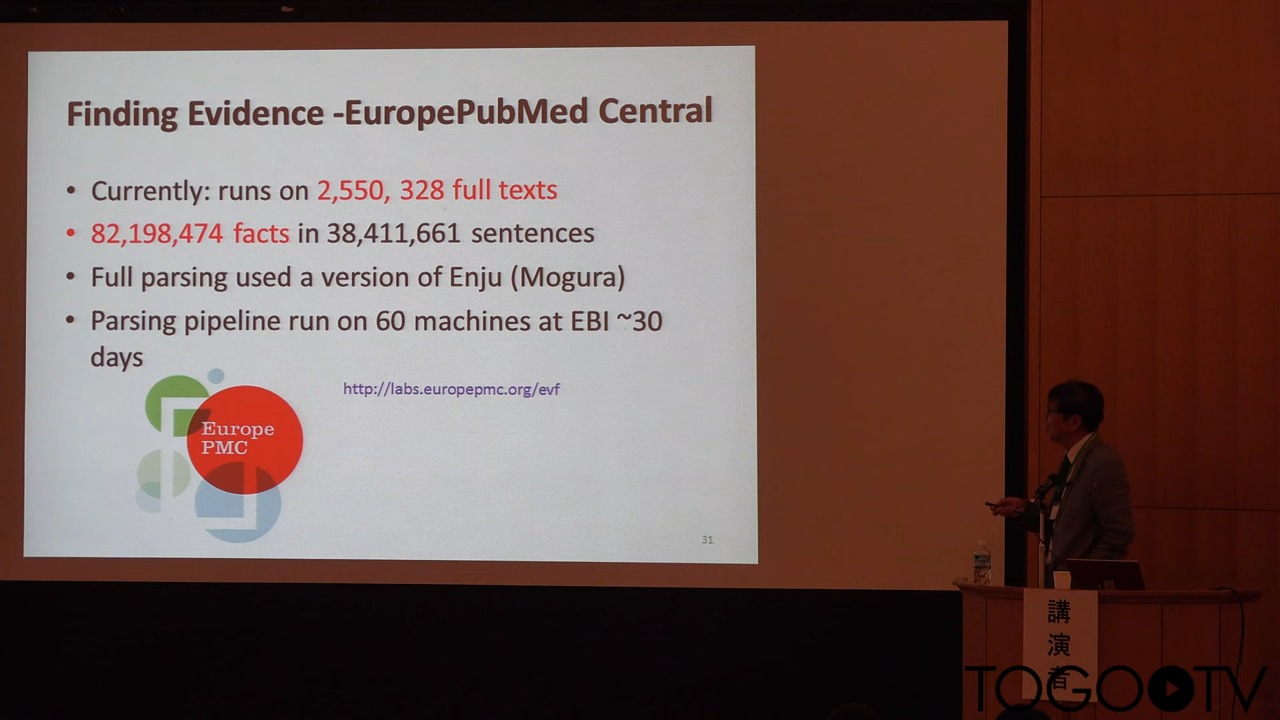 Finding Evidence -EuropePubMed Central
• Currently: runs on 2,550, 328 full texts
• 82,198,474 facts in 38,411,661 sentences
• Full parsing used a version of Enju (Mogura)
• Parsing pipeline run on 60 machines at EBI ~30
days
http://labs.europepmc.org/evf
Europe
PMC
31
講演者
TOGOTV